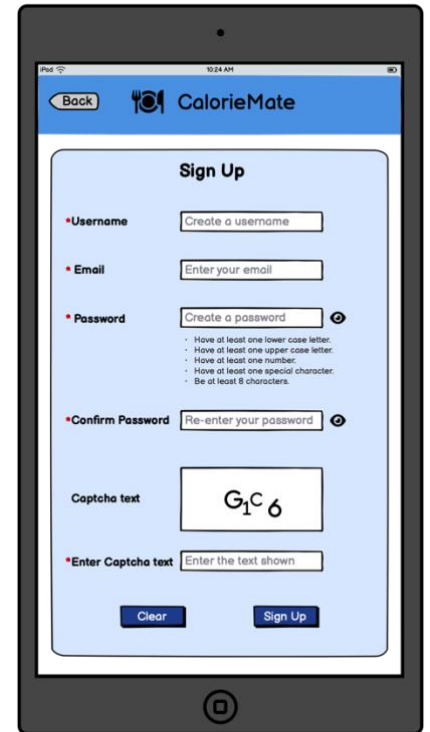 iPod 10:24 AM
Back CalorieMate
Sign Up
*Username Create a username
* Email Enter your email
* Password Create a password
· Have at least one lower case letter.
· Have at least one upper case letter.
· Have at least one number.
· Have at least one special character.
· Be at least 8 characters.
*Confirm Password Re-enter your password
Captcha text G1C 6
*Enter Captcha text Enter the text shown
Clear Sign Up